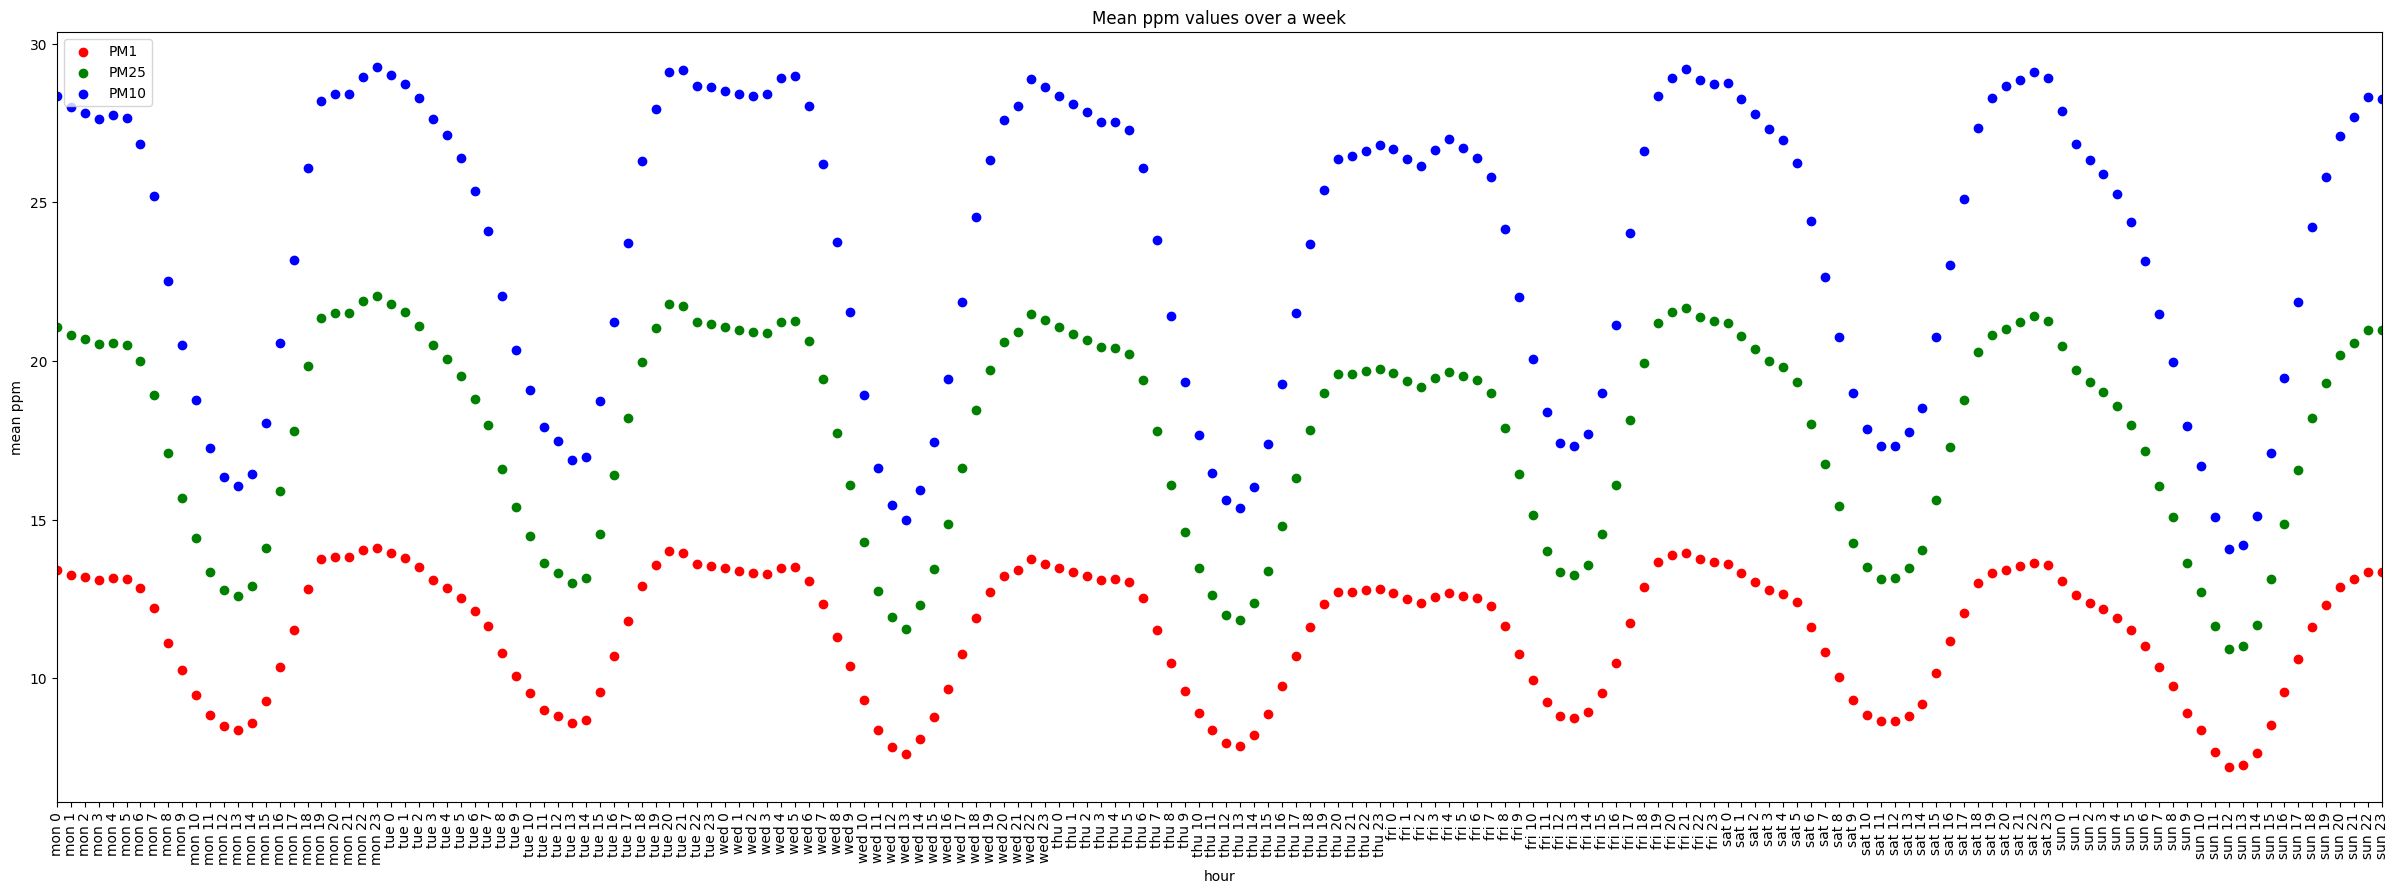 Mean ppm values over a week
PM1
PM25
PM10
30
25
20
15
10
mean ppm
mon 0
mon 1
mon 2
mon 3
mon 4
mon 5
mon 6
mon 7
mon 8
mon 9
mon 10
mon 11
mon 12
mon 13
mon 14
mon 15
mon 16
mon 17
mon 18
mon 19
mon 20
mon 21
mon 22
mon 23
tue 0
tue 1
tue 2
tue 3
tue 4
tue 5
tue 6
tue 7
tue 8
tue 9
tue 10
tue 11
tue 12
tue 13
tue 14
tue 15
tue 16
tue 17
tue 18
tue 19
tue 20
tue 21
tue 22
tue 23
wed 0
wed 1
wed 2
wed 3
wed 4
wed 5
wed 6
wed 7
wed 8
wed 9
wed 10
wed 11
wed 12
wed 13
wed 14
wed 15
wed 16
wed 17
wed 18
wed 19
wed 20
wed 21
wed 22
wed 23
thu 0
thu 1
thu 2
thu 3
thu 4
thu 5
thu 6
thu 7
thu 8
thu 9
thu 10
thu 11
thu 12
thu 13
thu 14
thu 15
thu 16
thu 17
thu 18
thu 19
thu 20
thu 21
thu 22
thu 23
fri 0
fri 1
fri 2
fri 3
fri 4
fri 5
fri 6
fri 7
fri 8
fri 9
fri 10
fri 11
fri 12
fri 13
fri 14
fri 15
fri 16
fri 17
fri 18
fri 19
fri 20
fri 21
fri 22
fri 23
sat 0
sat 1
sat 2
sat 3
sat 4
sat 5
sat 6
sat 7
sat 8
sat 9
sat 10
sat 11
sat 12
sat 13
sat 14
sat 15
sat 16
sat 17
sat 18
sat 19
sat 20
sat 21
sat 22
sat 23
sun 0
sun 1
sun 2
sun 3
sun 4
sun 5
sun 6
sun 7
sun 8
sun 9
sun 10
sun 11
sun 12
sun 13
sun 14
sun 15
sun 16
sun 17
sun 18
sun 19
sun 20
sun 21
sun 22
sun 23
hour